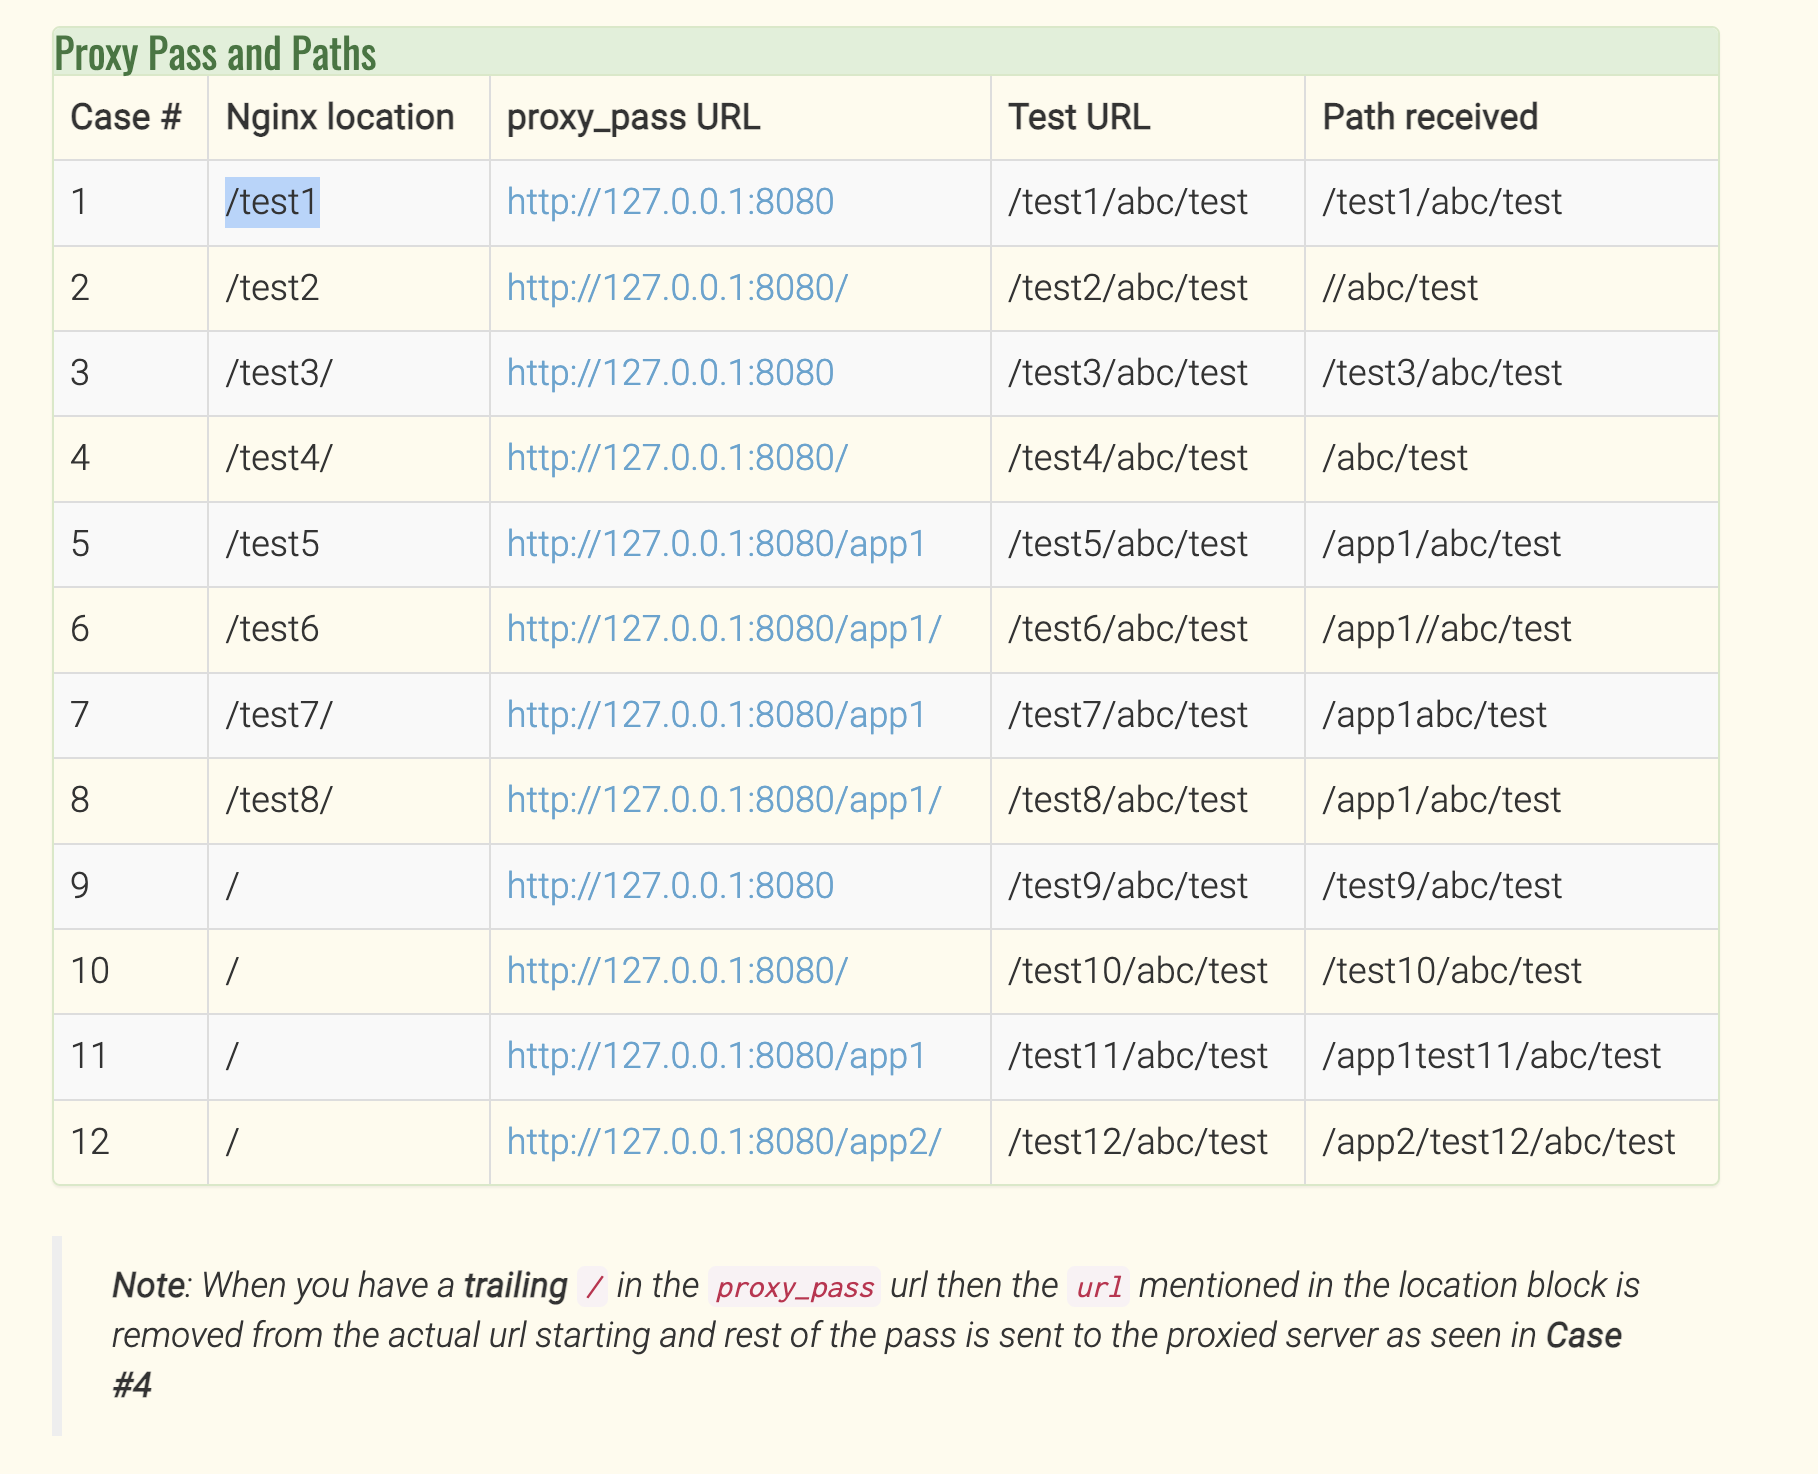 Proxy Pass and Paths
Case # Nginx location proxy_pass URL Test URL Path received
1 /test1 http://127.0.0.1:8080 /test1/abc/test /test1/abc/test
2 /test2 http://127.0.0.1:8080/ /test2/abc/test //abc/test
3 /test3/ http://127.0.0.1:8080 /test3/abc/test /test3/abc/test
4 /test4/ http://127.0.0.1:8080/ /test4/abc/test /abc/test
5 /test5 http://127.0.0.1:8080/app1 /test5/abc/test /app1/abc/test
6 /test6 http://127.0.0.1:8080/app1/ /test6/abc/test /app1//abc/test
7 /test7/ http://127.0.0.1:8080/app1 /test7/abc/test /app1abc/test
8 /test8/ http://127.0.0.1:8080/app1/ /test8/abc/test /app1/abc/test
9 / http://127.0.0.1:8080 /test9/abc/test /test9/abc/test
10 / http://127.0.0.1:8080/ /test10/abc/test /test10/abc/test
11 / http://127.0.0.1:8080/app1 /test11/abc/test /app1test11/abc/test
12 / http://127.0.0.1:8080/app2/ /test12/abc/test /app2/test12/abc/test
Note: When you have a trailing / in the proxy_pass url then the url mentioned in the location block is
removed from the actual url starting and rest of the pass is sent to the proxied server as seen in Case
#4